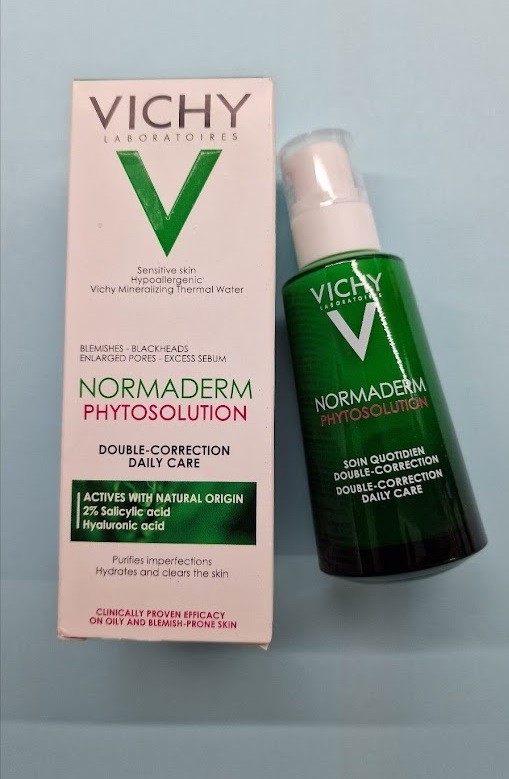 VICHY
LABORATOIRES
Sensitive skin
Hypoallergenic
Vichy Mineralizing Thermal Water
BLEMISHES - BLACKHEADS
ENLARGED PORES - EXCESS SEBUM
NORMADERM
PHYTOSOLUTION
DOUBLE-CORRECTION
DAILY CARE
ACTIVES WITH NATURAL ORIGIN
2% Salicylic acid
Hyaluronic acid
Purifies imperfections
Hydrates and clears the skin
CLINICALLY PROVEN EFFICACY
ON OILY AND BLEMISH-PRONE SKIN
VICHY
LABORATOIRES
NORMADERM
PHYTOSOLUTION
SOIN QUOTIDIEN
DOUBLE-CORRECTION
DOUBLE-CORRECTION
DAILY CARE